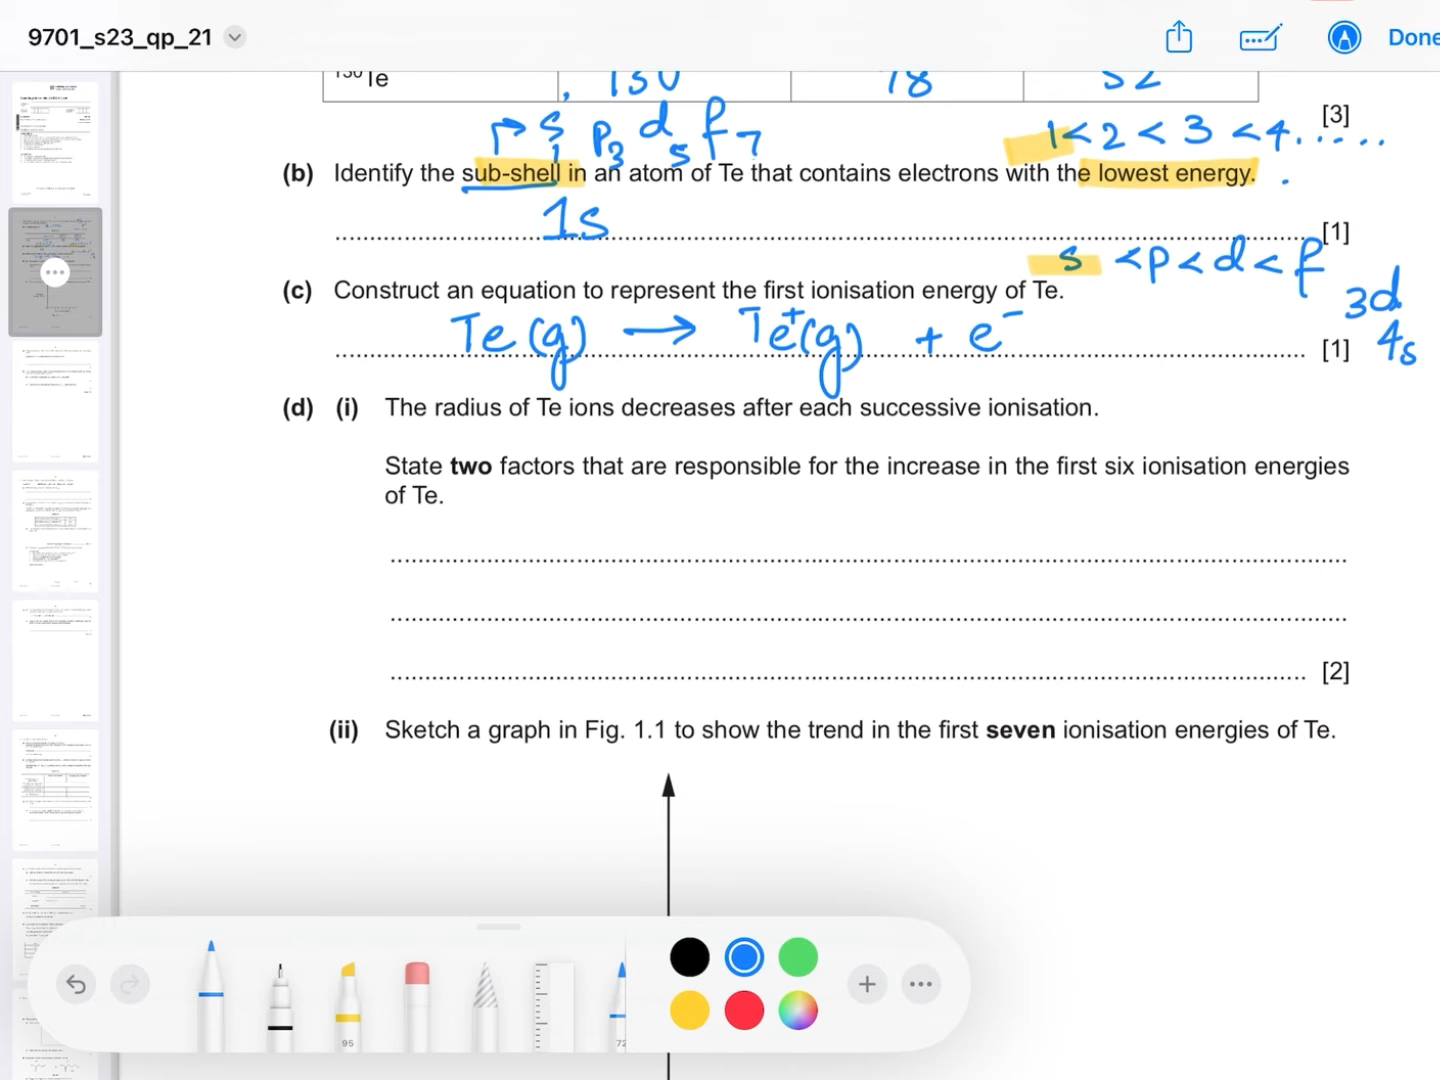 9701_s23_qp_21
Done
130Te 130 78 52
[3]
s p d f
1 3 5 7
1 < 2 < 3 < 4 ......
(b) Identify the sub-shell in an atom of Te that contains electrons with the lowest energy.
1s
[1]
s < p < d < f
(c) Construct an equation to represent the first ionisation energy of Te.
3d
Te (g) → Te+(g) + e−
[1]
4s
(d) (i) The radius of Te ions decreases after each successive ionisation.
State two factors that are responsible for the increase in the first six ionisation energies
of Te.
[2]
(ii) Sketch a graph in Fig. 1.1 to show the trend in the first seven ionisation energies of Te.
95
72